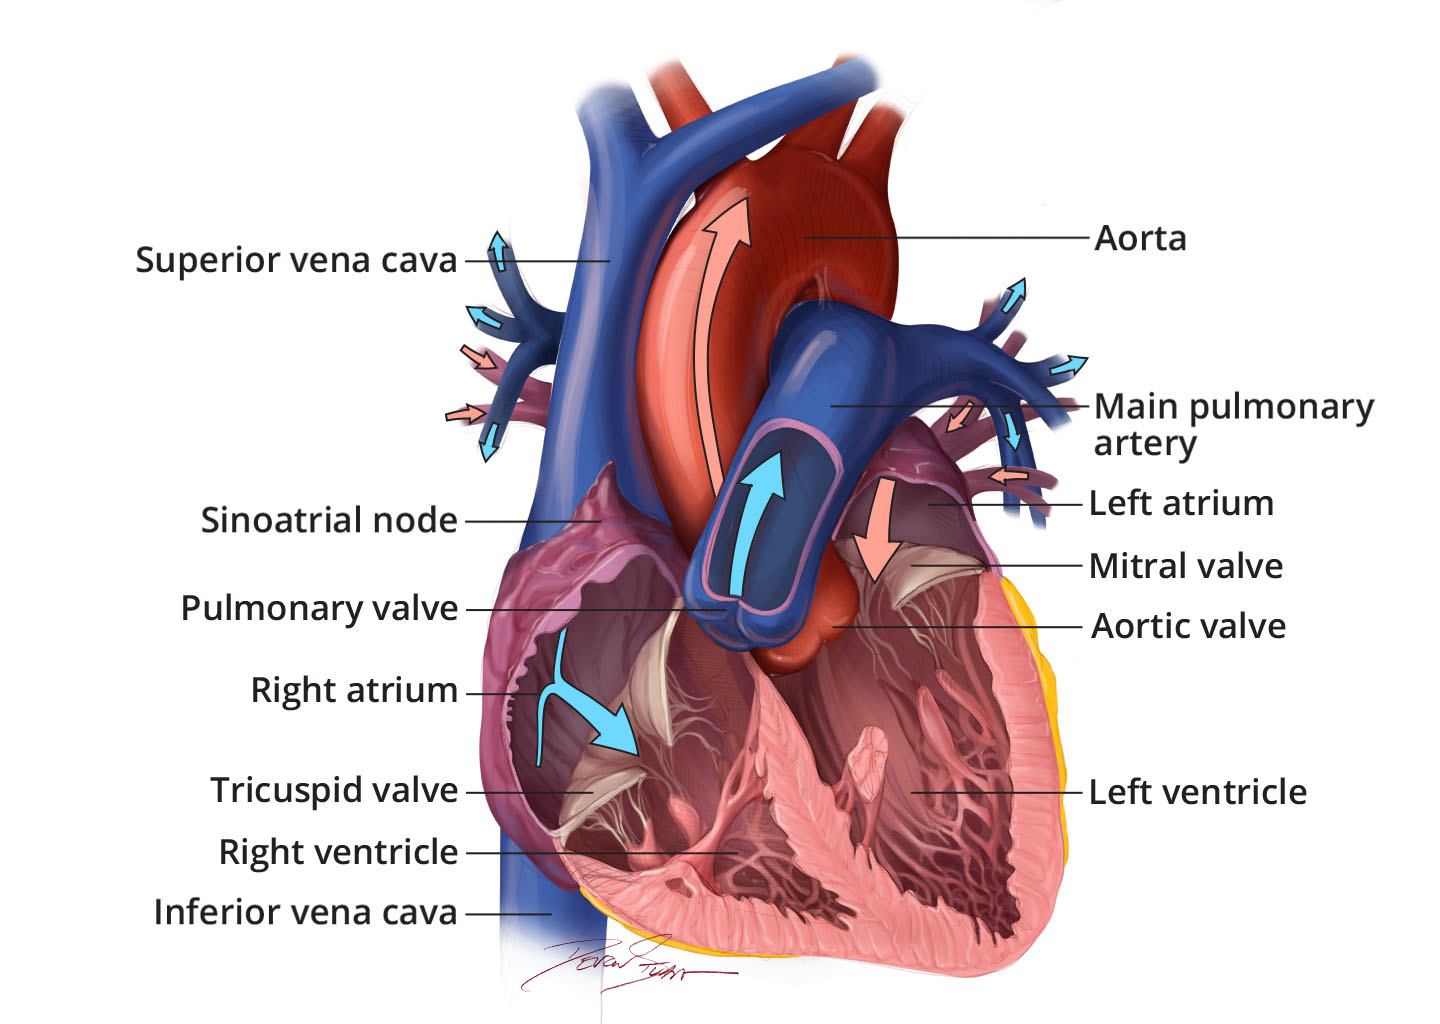 Superior vena cava
Sinoatrial node
Pulmonary valve
Right atrium
Tricuspid valve
Right ventricle
Inferior vena cava
Aorta
Main pulmonary
artery
Left atrium
Mitral valve
Aortic valve
Left ventricle